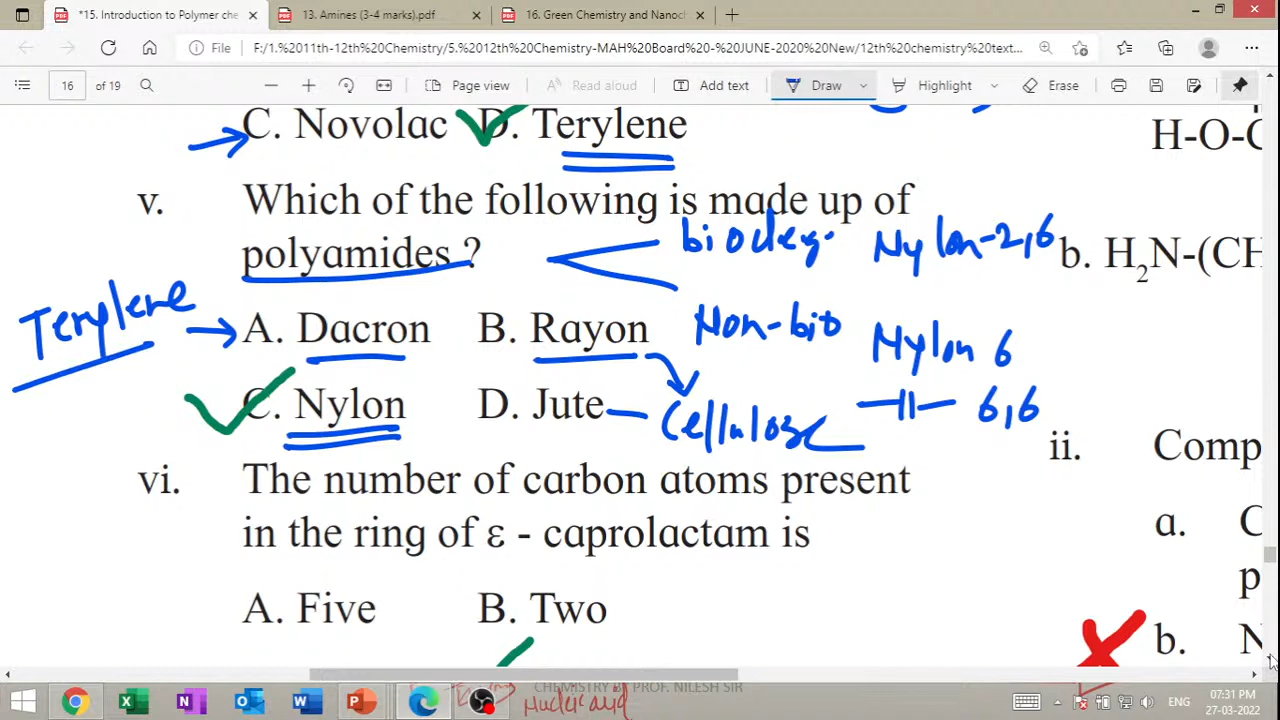 *15. Introduction to Polymer che
13. Amines (3-4 marks).pdf
16. Green Chemistry and Nanoch
File
F:/1.%2011th-12th%20Chemistry/5.%2012th%20Chemistry-MAH%20Board%20-%20JUNE-2020%20New/12th%20chemistry%20text...
16 of 19
Page view
Read aloud
Add text
Draw
Highlight
Erase
C. Novolac D. Terylene
v. Which of the following is made up of
polyamides ?
biodeg. Nylon-2,6
Terylene
A. Dacron B. Rayon
Non-bio Nylon 6
C. Nylon D. Jute
Cellulose —||— 6,6
vi. The number of carbon atoms present
in the ring of ε - caprolactam is
A. Five B. Two
H-O-C
b. H₂N-(CH
ii. Comp
a. C
p
b. N
CHEMISTRY BY PROF. NILESH SIR
ENG
07:31 PM
27-03-2022